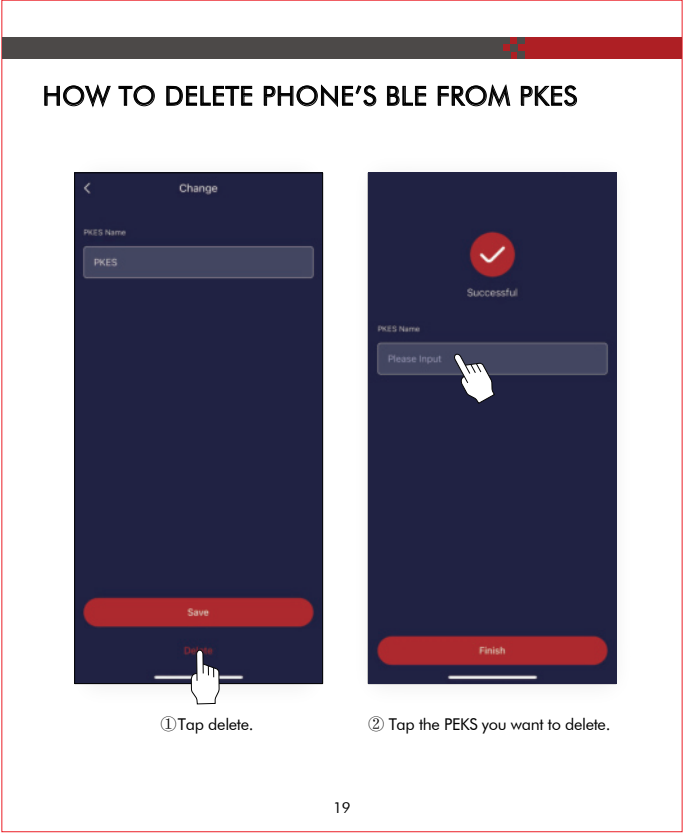 HOW TO DELETE PHONE’S BLE FROM PKES
Change
PKES Name
PKES
Save
Delete
①Tap delete.
Successful
PKES Name
Please Input
Finish
② Tap the PEKS you want to delete.
19